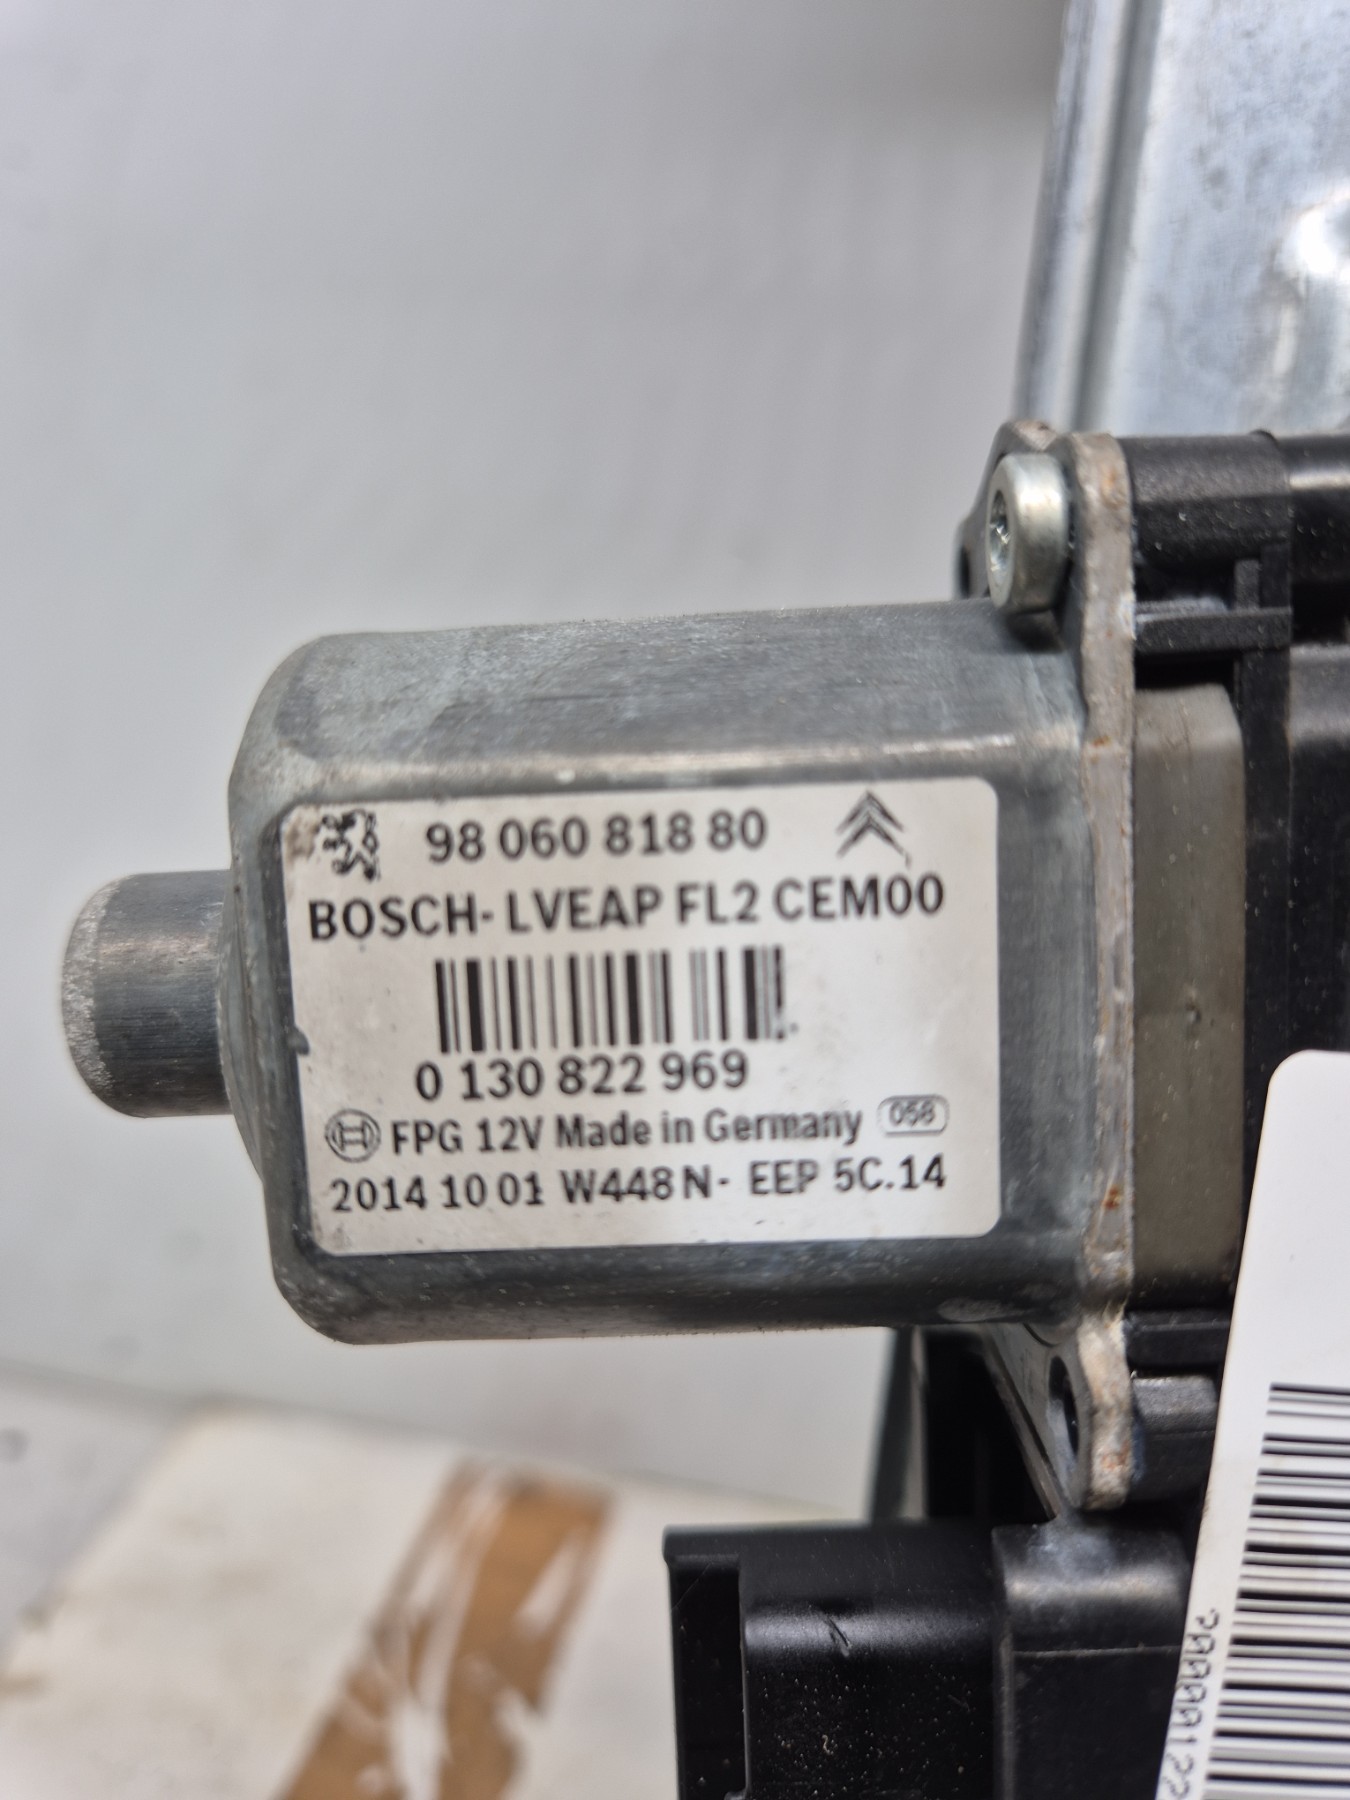 98 060 818 80
BOSCH- LVEAP FL2 CEM00
0 130 822 969
FPG 12V Made in Germany 058
2014 10 01 W448 N- EEP 5C.14